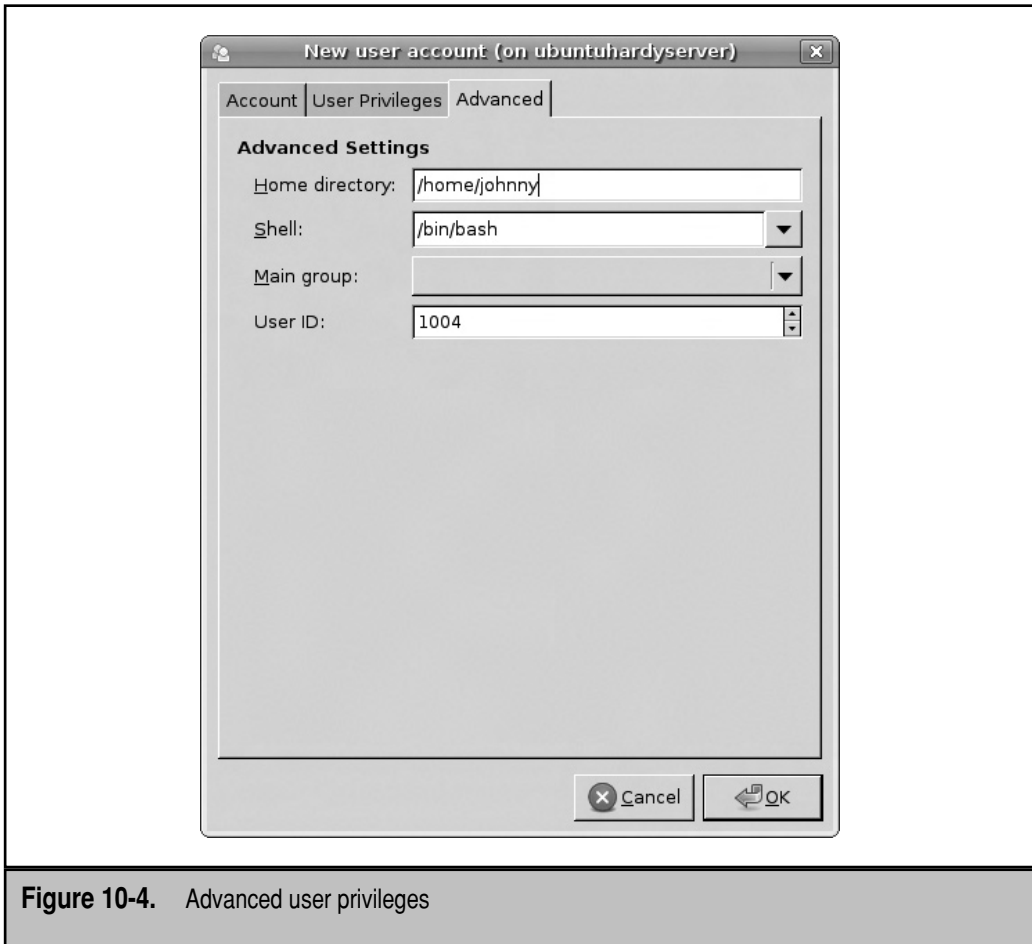 New user account (on ubuntuhardyserver)
Account User Privileges Advanced
Advanced Settings
Home directory: /home/johnny
Shell: /bin/bash
Main group:
User ID: 1004
Cancel OK
Figure 10-4. Advanced user privileges